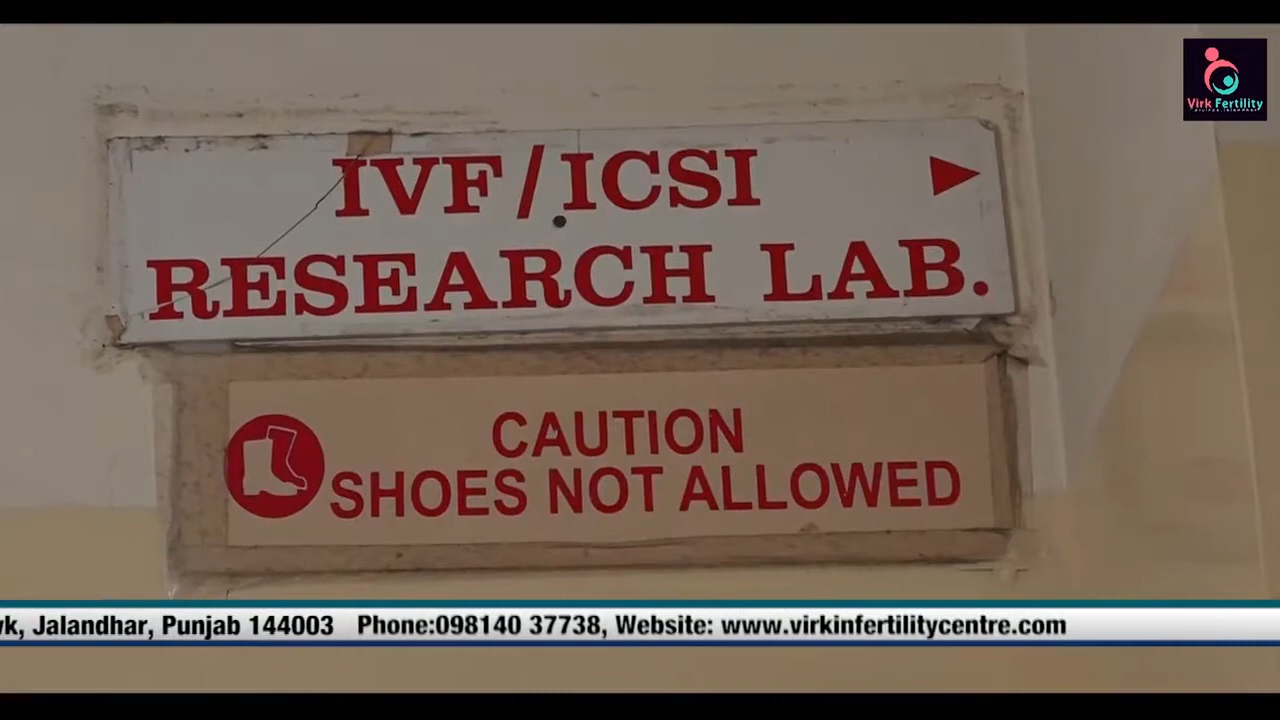 Virk Fertility
IVF/ICSI
RESEARCH LAB.
CAUTION
SHOES NOT ALLOWED
Jalandhar, Punjab 144003 Phone:098140 37738, Website: www.virkinfertilitycentre.com